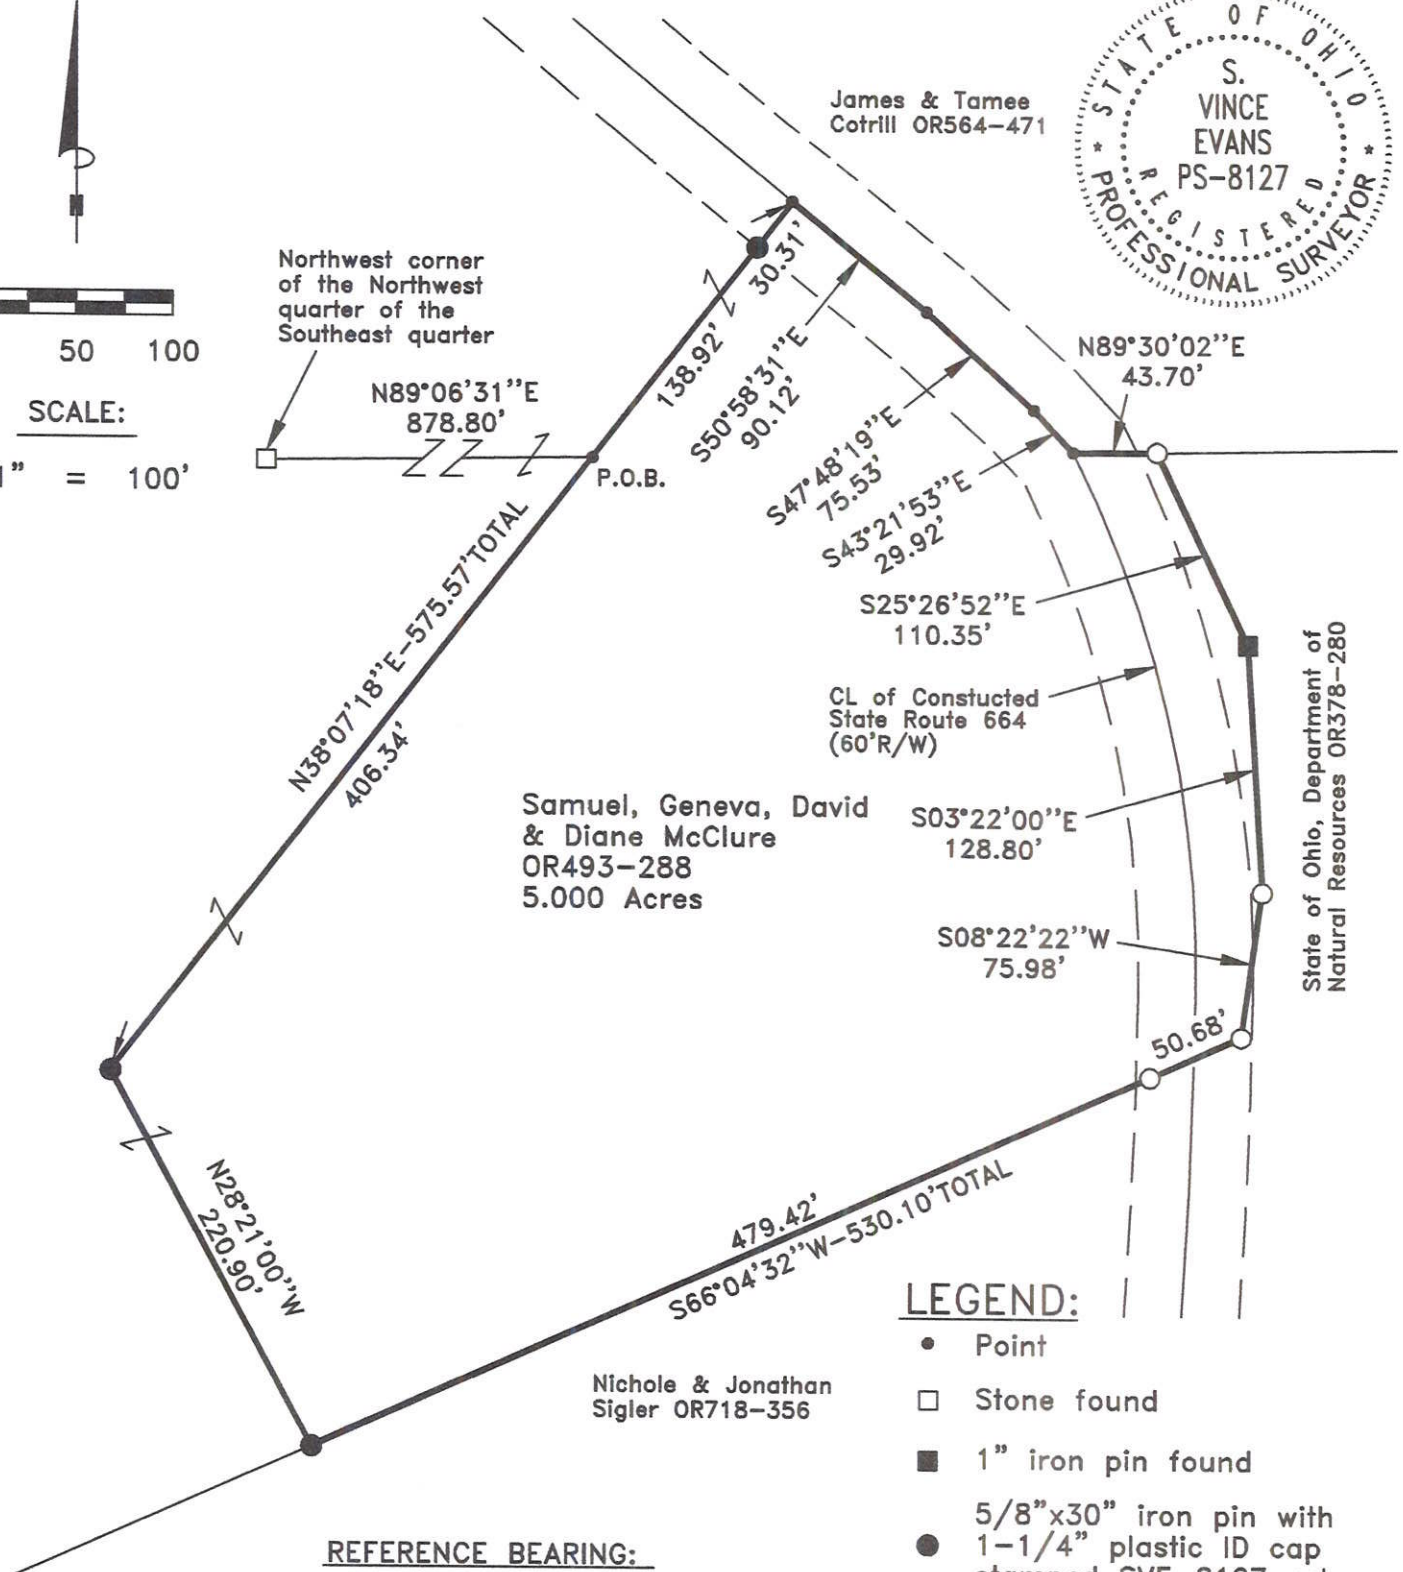 James & Tamee
Cotrill OR564-471
STATE OF OHIO
S.
VINCE
EVANS
PS-8127
REGISTERED
* PROFESSIONAL SURVEYOR *
Northwest corner
of the Northwest
quarter of the
Southeast quarter
50 100
SCALE:
1" = 100'
N89°06'31"E
878.80'
P.O.B.
138.92'
30.31'
S50°58'31"E
90.12'
S47°48'19"E
75.53'
S43°21'53"E
29.92'
N89°30'02"E
43.70'
S25°26'52"E
110.35'
CL of Constucted
State Route 664
(60'R/W)
S03°22'00"E
128.80'
S08°22'22"W
75.98'
State of Ohio, Department of
Natural Resources OR378-280
N38°07'18"E-575.57'TOTAL
406.34'
Samuel, Geneva, David
& Diane McClure
OR493-288
5.000 Acres
50.68'
N28°21'00"W
220.90'
479.42'
S66°04'32"W-530.10'TOTAL
Nichole & Jonathan
Sigler OR718-356
LEGEND:
Point
Stone found
1" iron pin found
5/8"x30" iron pin with
1-1/4" plastic ID cap
REFERENCE BEARING: